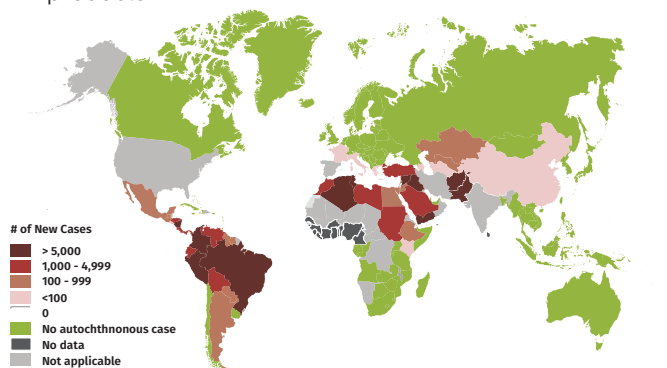 # of New Cases
> 5,000
1,000 - 4,999
100 - 999
<100
0
No autochthnonous case
No data
Not applicable